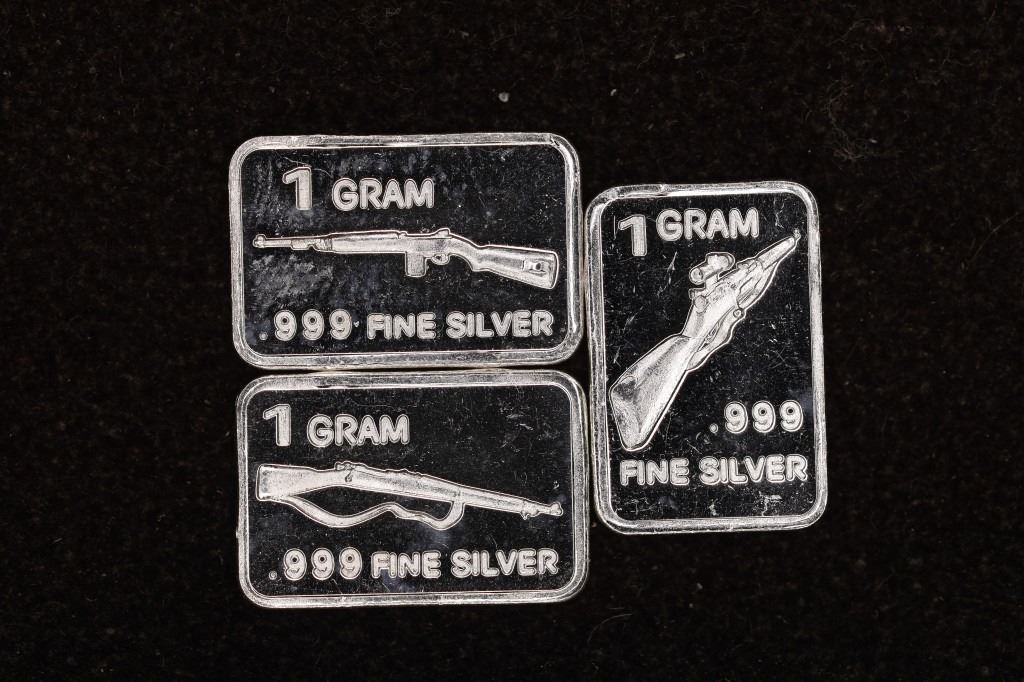 1 GRAM
.999 FINE SILVER
1 GRAM
.999 FINE SILVER
1 GRAM
.999
FINE SILVER